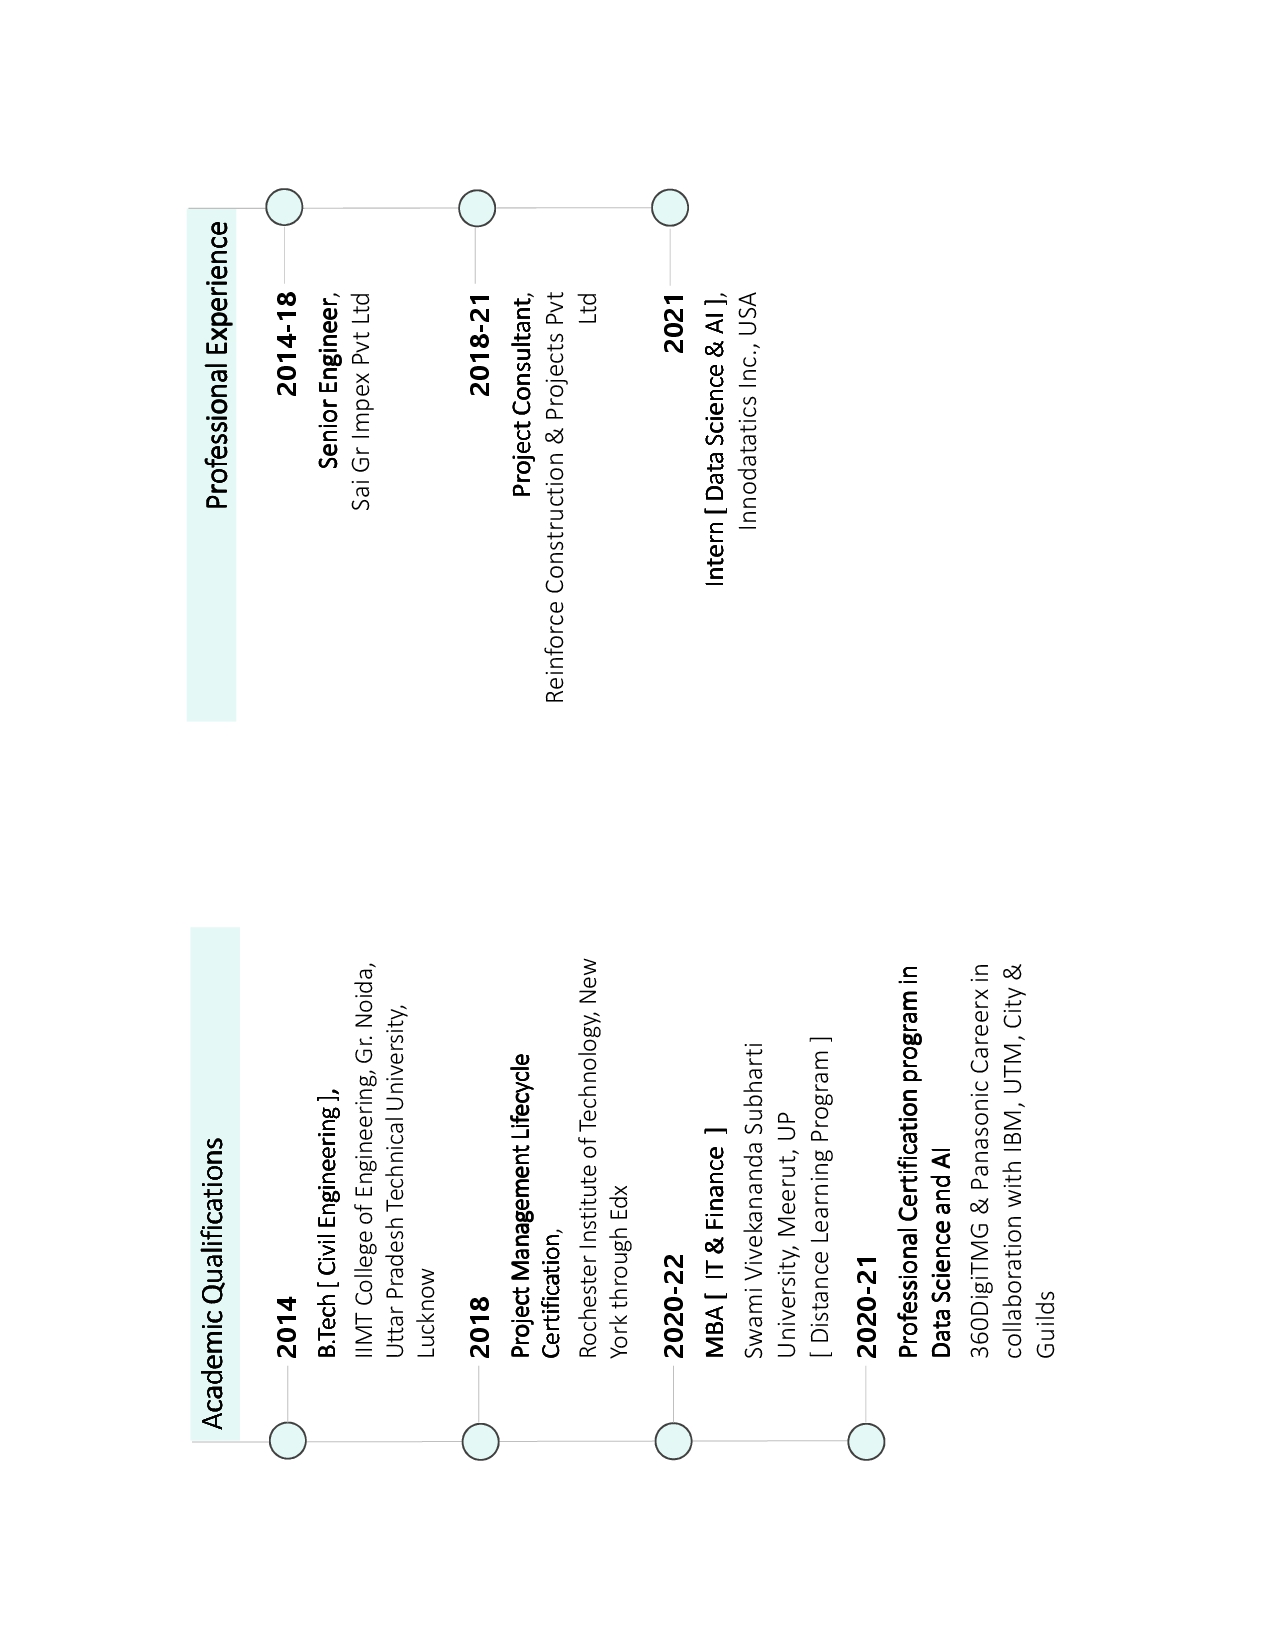 Academic Qualifications
2014
B.Tech [ Civil Engineering ],
IIMT College of Engineering, Gr. Noida,
Uttar Pradesh Technical University,
Lucknow
2018
Project Management Lifecycle
Certification,
Rochester Institute of Technology, New
York through Edx
2020-22
MBA [  IT & Finance  ]
Swami Vivekananda Subharti
University, Meerut, UP
[ Distance Learning Program ]
2020-21
Professional Certification program in
Data Science and AI
360DigiTMG & Panasonic Careerx in
collaboration with IBM, UTM, City &
Guilds
Professional Experience
2014-18
Senior Engineer,
Sai Gr Impex Pvt Ltd
2018-21
Project Consultant,
Reinforce Construction & Projects Pvt
Ltd
2021
Intern [ Data Science & AI ],
Innodatatics Inc., USA